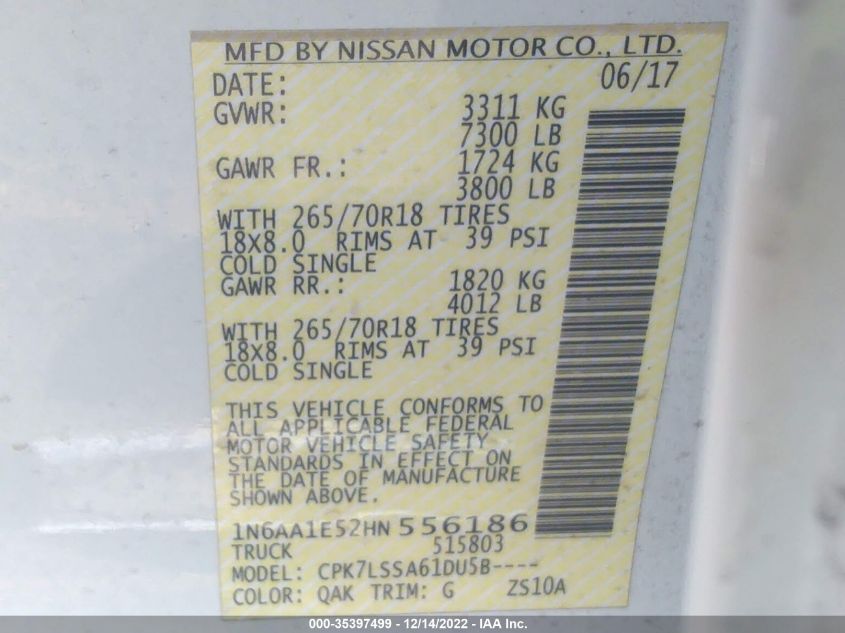 MFD BY NISSAN MOTOR CO., LTD.
DATE: 06/17
GVWR: 3311 KG
7300 LB
GAWR FR.: 1724 KG
3800 LB
WITH 265/70R18 TIRES
18X8.0 RIMS AT 39 PSI
COLD SINGLE
GAWR RR.: 1820 KG
4012 LB
WITH 265/70R18 TIRES
18X8.0 RIMS AT 39 PSI
COLD SINGLE
THIS VEHICLE CONFORMS TO
ALL APPLICABLE FEDERAL
MOTOR VEHICLE SAFETY
STANDARDS IN EFFECT ON
THE DATE OF MANUFACTURE
SHOWN ABOVE.
1N6AA1E52HN556186
TRUCK 515803
MODEL: CPK7LSSA61DU5B----
COLOR: QAK TRIM: G ZS10A
000-35397499 - 12/14/2022 - IAA Inc.